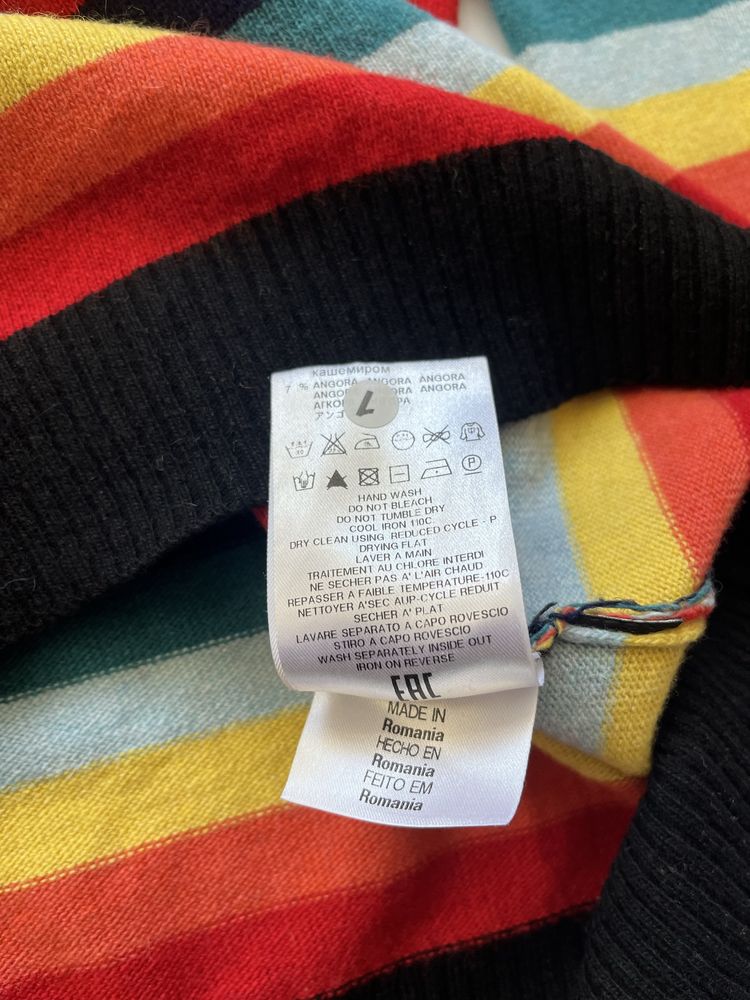 кашемиром
7 % ANGORA ANGORA ANGORA
ANGORA ANGORA
L
HAND WASH
DO NOT BLEACH
DO NOT TUMBLE DRY
COOL IRON 110C.
DRY CLEAN USING REDUCED CYCLE - P
DRYING FLAT
LAVER A MAIN
TRAITEMENT AU CHLORE INTERDI
NE SECHER PAS A' L'AIR CHAUD
REPASSER A FAIBLE TEMPERATURE-110C
NETTOYER A'SEC AUP-CYCLE REDUIT
SECHER A' PLAT
LAVARE SEPARATO A CAPO ROVESCIO
STIRO A CAPO ROVESCIO
WASH SEPARATELY INSIDE OUT
IRON ON REVERSE
EAC
MADE IN
Romania
HECHO EN
Romania
FEITO EM
Romania